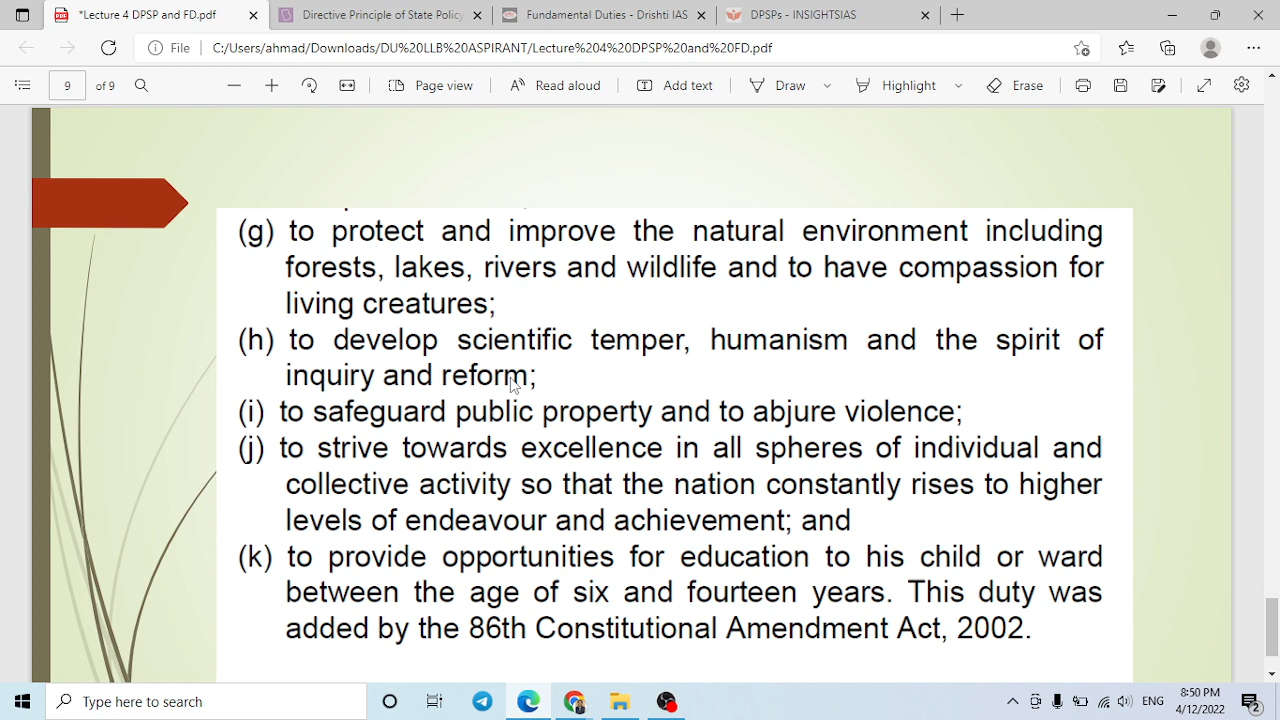 *Lecture 4 DPSP and FD.pdf
Directive Principle of State Policy
Fundamental Duties - Drishti IAS
DPSPs - INSIGHTSIAS
File
C:/Users/ahmad/Downloads/DU%20LLB%20ASPIRANT/Lecture%204%20DPSP%20and%20FD.pdf
9 of 9
Page view
Read aloud
Add text
Draw
Highlight
Erase
(g) to protect and improve the natural environment including
forests, lakes, rivers and wildlife and to have compassion for
living creatures;
(h) to develop scientific temper, humanism and the spirit of
inquiry and reform;
(i) to safeguard public property and to abjure violence;
(j) to strive towards excellence in all spheres of individual and
collective activity so that the nation constantly rises to higher
levels of endeavour and achievement; and
(k) to provide opportunities for education to his child or ward
between the age of six and fourteen years. This duty was
added by the 86th Constitutional Amendment Act, 2002.
Type here to search
ENG
8:50 PM
4/12/2022
2